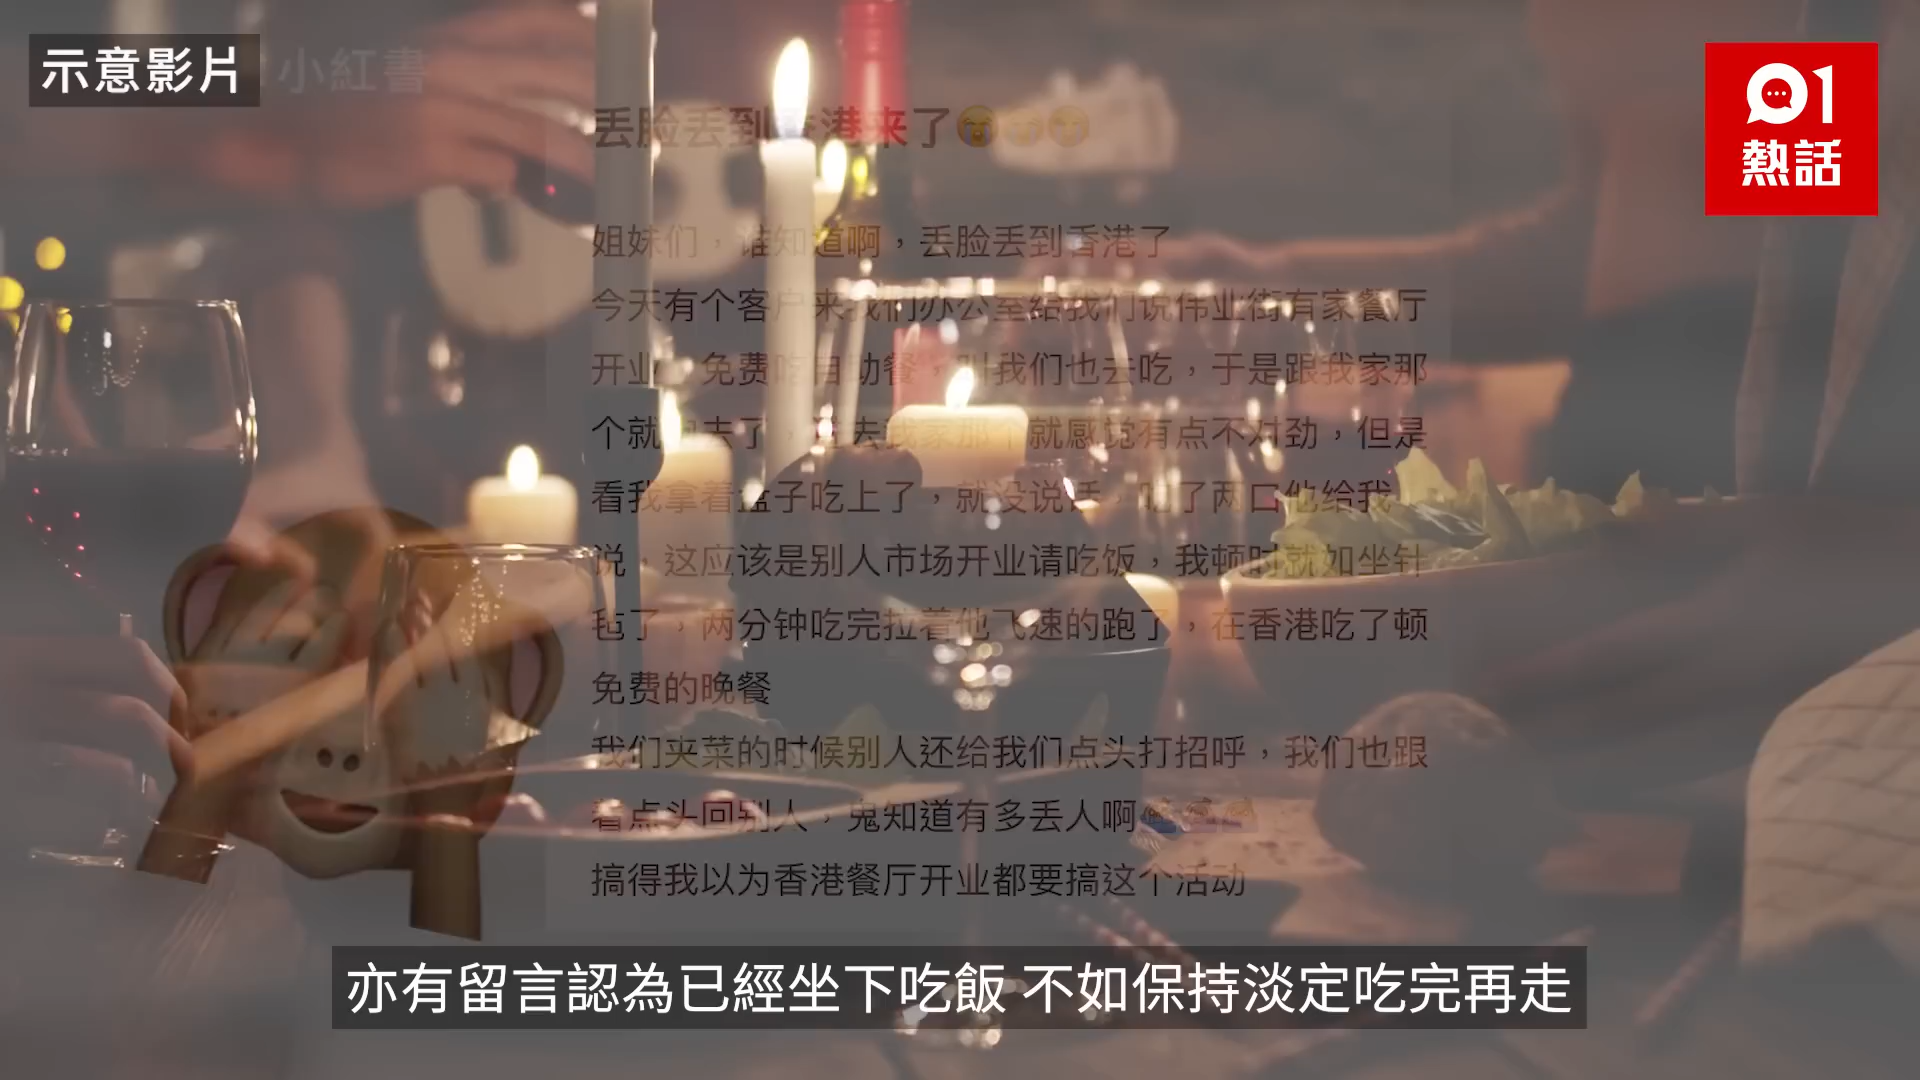 示意影片
小紅書
01
熱話
丢脸丢到香港来了😭😭😭
姐妹们，谁知道啊，丢脸丢到香港了
今天有个客户来我们办公室给我们说伟业街有家餐厅
开业，免费吃自助餐，叫我们也去吃，于是跟我家那
个就跑去了，进去我家那个就感觉有点不对劲，但是
看我拿着盒子吃上了，就没说话，吃了两口他给我
说，这应该是别人市场开业请吃饭，我顿时就如坐针
毡了，两分钟吃完拉着他飞速的跑了，在香港吃了顿
免费的晚餐
我们夹菜的时候别人还给我们点头打招呼，我们也跟
着点头回别人，鬼知道有多丢人啊
搞得我以为香港餐厅开业都要搞这个活动
亦有留言認為已經坐下吃飯 不如保持淡定吃完再走